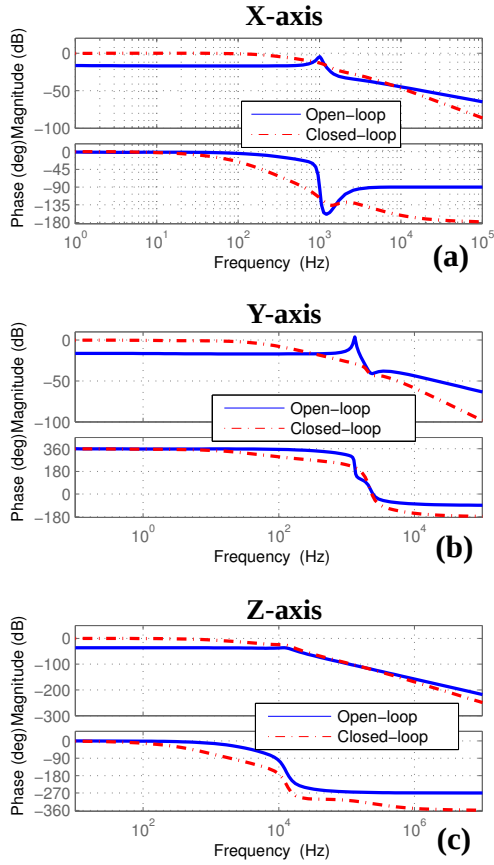 X-axis
Magnitude (dB)
0
−50
−100
Open−loop
Closed−loop
Phase (deg)
0
−45
−90
−135
−180
10^0
10^1
10^2
10^3
10^4
10^5
Frequency (Hz)
(a)
Y-axis
Magnitude (dB)
0
−50
−100
Open−loop
Closed−loop
Phase (deg)
360
180
0
−180
10^0
10^2
10^4
Frequency (Hz)
(b)
Z-axis
Magnitude (dB)
0
−100
−200
−300
Open−loop
Closed−loop
Phase (deg)
0
−90
−180
−270
−360
10^2
10^4
10^6
Frequency (Hz)
(c)